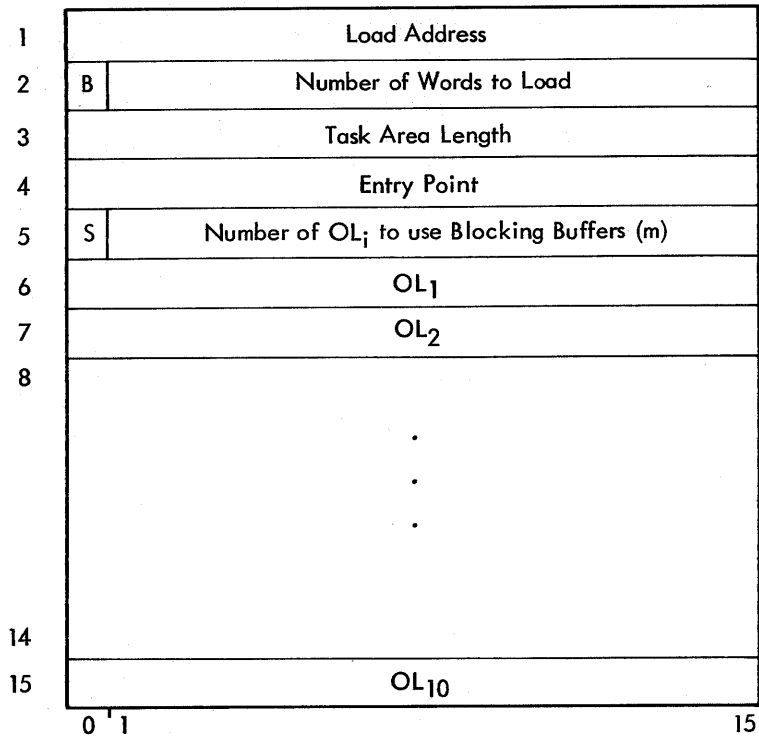 1 Load Address
2 B Number of Words to Load
3 Task Area Length
4 Entry Point
5 S Number of OLi to use Blocking Buffers (m)
6 OL1
7 OL2
8
.
.
.
14
15 OL10
0 1 15